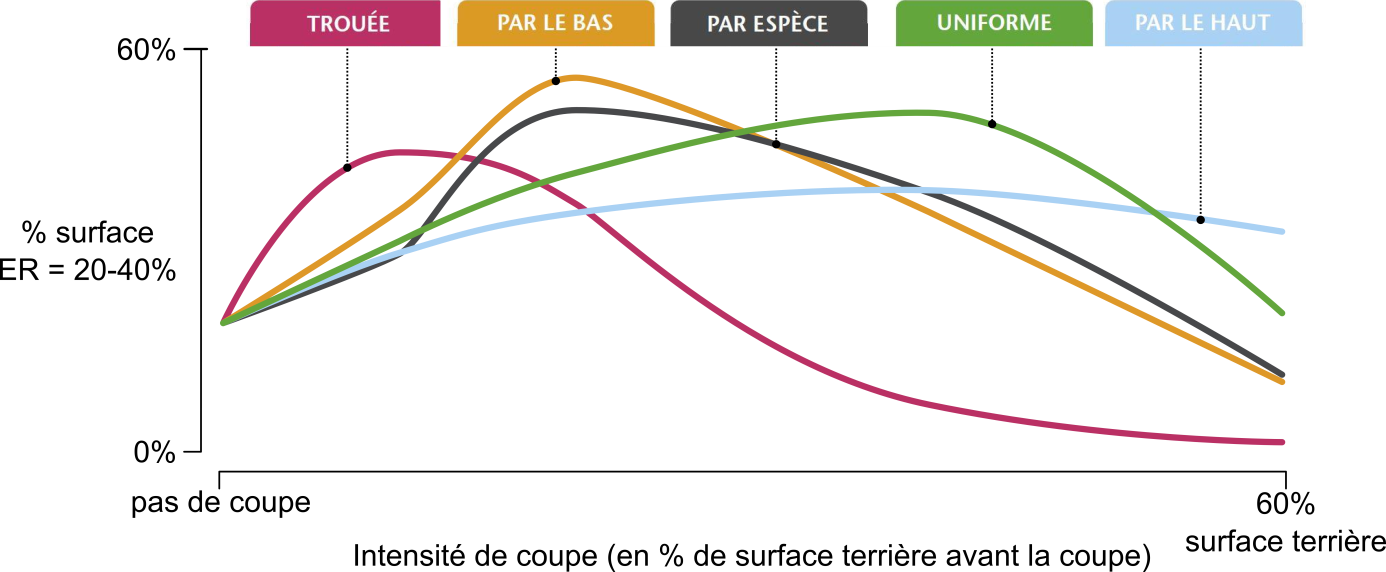 TROUÉE
PAR LE BAS
PAR ESPÈCE
UNIFORME
PAR LE HAUT
60%
% surface
ER = 20-40%
0%
pas de coupe
60%
surface terrière
Intensité de coupe (en % de surface terrière avant la coupe)